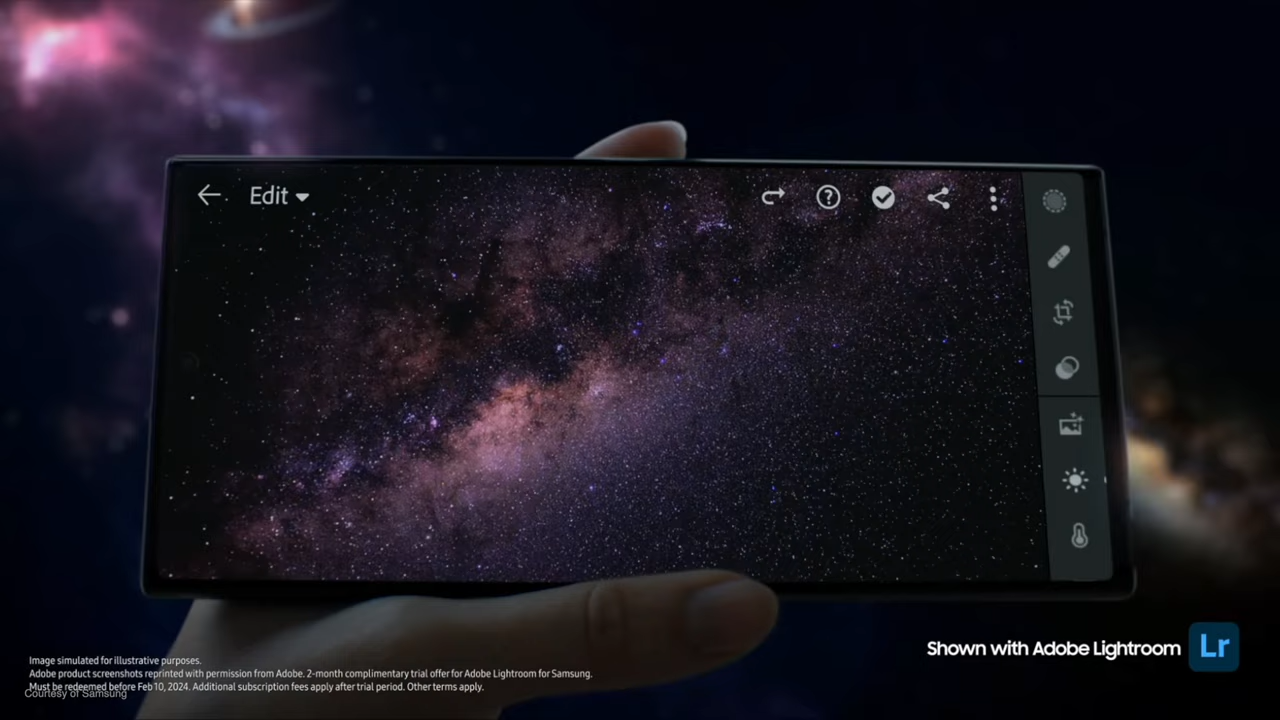 Edit
Shown with Adobe Lightroom
Lr
Image simulated for illustrative purposes.
Adobe product screenshots reprinted with permission from Adobe. 2-month complimentary trial offer for Adobe Lightroom for Samsung.
Must be redeemed before Feb 10, 2024. Additional subscription fees apply after trial period. Other terms apply.
Courtesy of Samsung